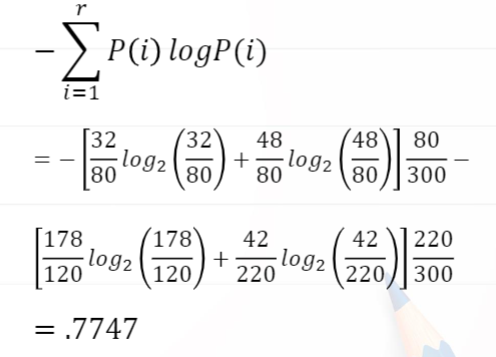 r
− ∑ P(i) logP(i)
i=1
= − [32/80 log₂ (32/80) + 48/80 log₂ (48/80)] 80/300 −
[178/120 log₂ (178/120) + 42/220 log₂ (42/220)] 220/300
= .7747